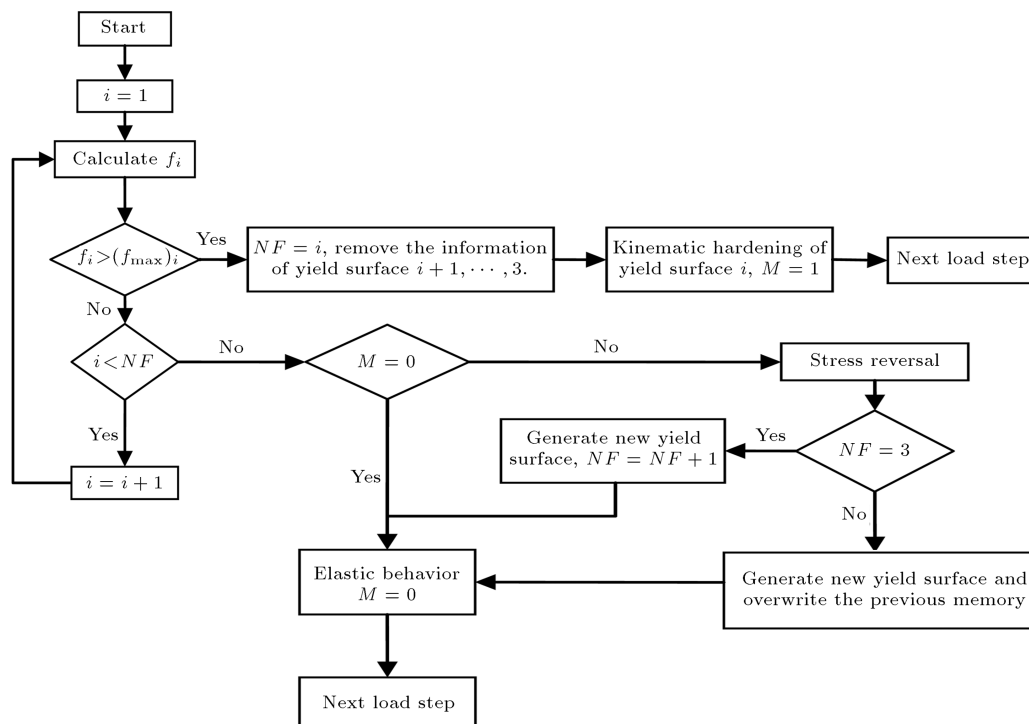 Start
i = 1
Calculate f_i
f_i>(f_max)_i
Yes
NF = i, remove the information
of yield surface i + 1, ··· , 3.
Kinematic hardening of
yield surface i, M = 1
Next load step
No
i<NF
No
M = 0
No
Stress reversal
Yes
i = i + 1
Yes
Generate new yield
surface, NF = NF + 1
Yes
NF = 3
No
Elastic behavior
M = 0
Generate new yield surface and
overwrite the previous memory
Next load step